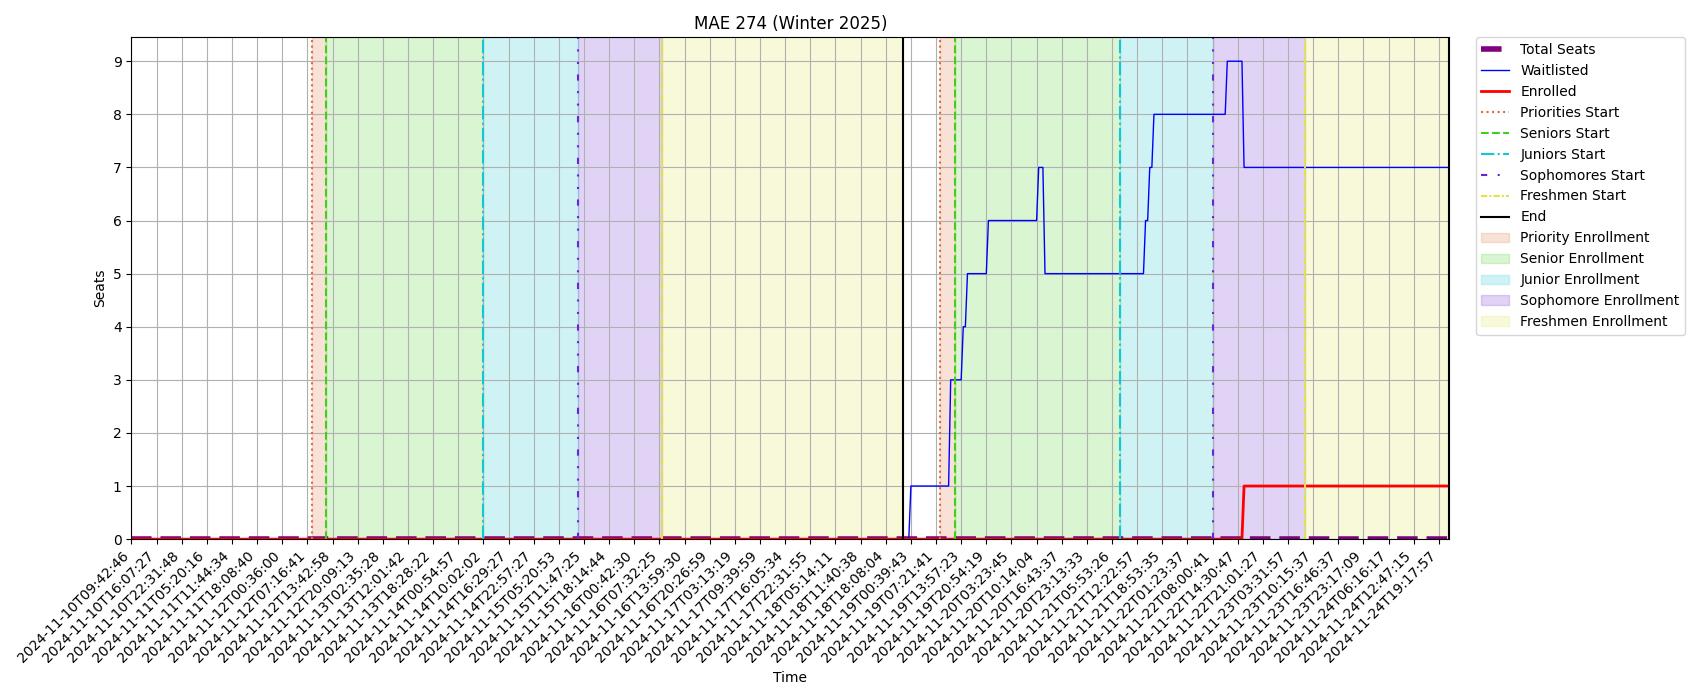 MAE 274 (Winter 2025)
Seats
9
8
7
6
5
4
3
2
1
0
2024-11-10T09:42:46
2024-11-10T16:07:27
2024-11-10T22:31:48
2024-11-11T05:20:16
2024-11-11T11:44:34
2024-11-11T18:08:40
2024-11-12T00:36:00
2024-11-12T07:16:41
2024-11-12T13:42:58
2024-11-12T20:09:13
2024-11-13T02:35:28
2024-11-13T12:01:42
2024-11-13T18:28:22
2024-11-14T00:54:57
2024-11-14T10:02:02
2024-11-14T16:29:27
2024-11-14T22:57:27
2024-11-15T05:20:53
2024-11-15T11:47:25
2024-11-15T18:14:44
2024-11-16T00:42:30
2024-11-16T07:32:25
2024-11-16T13:59:30
2024-11-16T20:26:59
2024-11-17T03:13:19
2024-11-17T09:39:59
2024-11-17T16:05:34
2024-11-17T22:31:55
2024-11-18T05:14:11
2024-11-18T11:40:38
2024-11-18T18:08:04
2024-11-19T00:39:43
2024-11-19T07:21:41
2024-11-19T13:57:23
2024-11-19T20:54:19
2024-11-20T03:23:45
2024-11-20T10:14:04
2024-11-20T16:43:37
2024-11-20T23:13:33
2024-11-21T05:53:26
2024-11-21T12:22:57
2024-11-21T18:53:35
2024-11-22T01:23:37
2024-11-22T08:00:41
2024-11-22T14:30:47
2024-11-22T21:01:27
2024-11-23T03:31:57
2024-11-23T10:15:37
2024-11-23T16:46:37
2024-11-23T23:17:09
2024-11-24T06:16:17
2024-11-24T12:47:15
2024-11-24T19:17:57
Time
Total Seats
Waitlisted
Enrolled
Priorities Start
Seniors Start
Juniors Start
Sophomores Start
Freshmen Start
End
Priority Enrollment
Senior Enrollment
Junior Enrollment
Sophomore Enrollment
Freshmen Enrollment